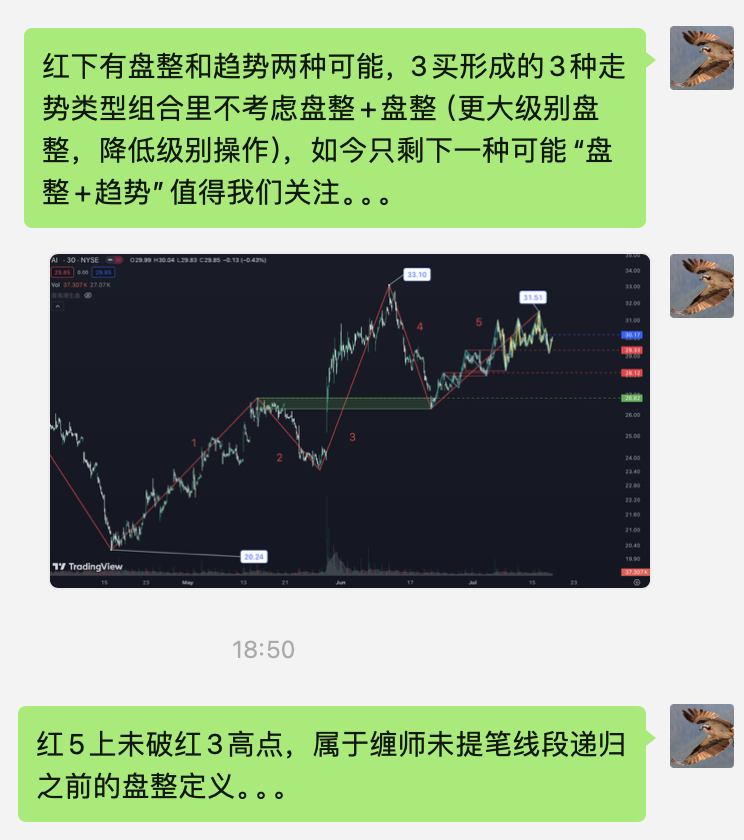 红下有盘整和趋势两种可能，3买形成的3种走
势类型组合里不考虑盘整+盘整（更大级别盘
整，降低级别操作），如今只剩下一种可能“盘
整+趋势”值得我们关注。。。
AI · 30 · NYSE
O29.99 H30.04 L29.83 C29.85 −0.13 (−0.43%)
29.85 0.00 29.85
Vol 37.307K 27.07K
33.10
31.51
4
5
1
3
2
20.24
35.00
34.00
33.00
32.00
31.00
30.17
29.33
28.12
26.82
26.00
25.00
24.00
23.40
22.80
22.20
21.60
21.00
20.40
19.90
37.307K
TradingView
15 23 May 13 21 Jun 17 Jul 15 23
18:50
红5上未破红3高点，属于缠师未提笔线段递归
之前的盘整定义。。。